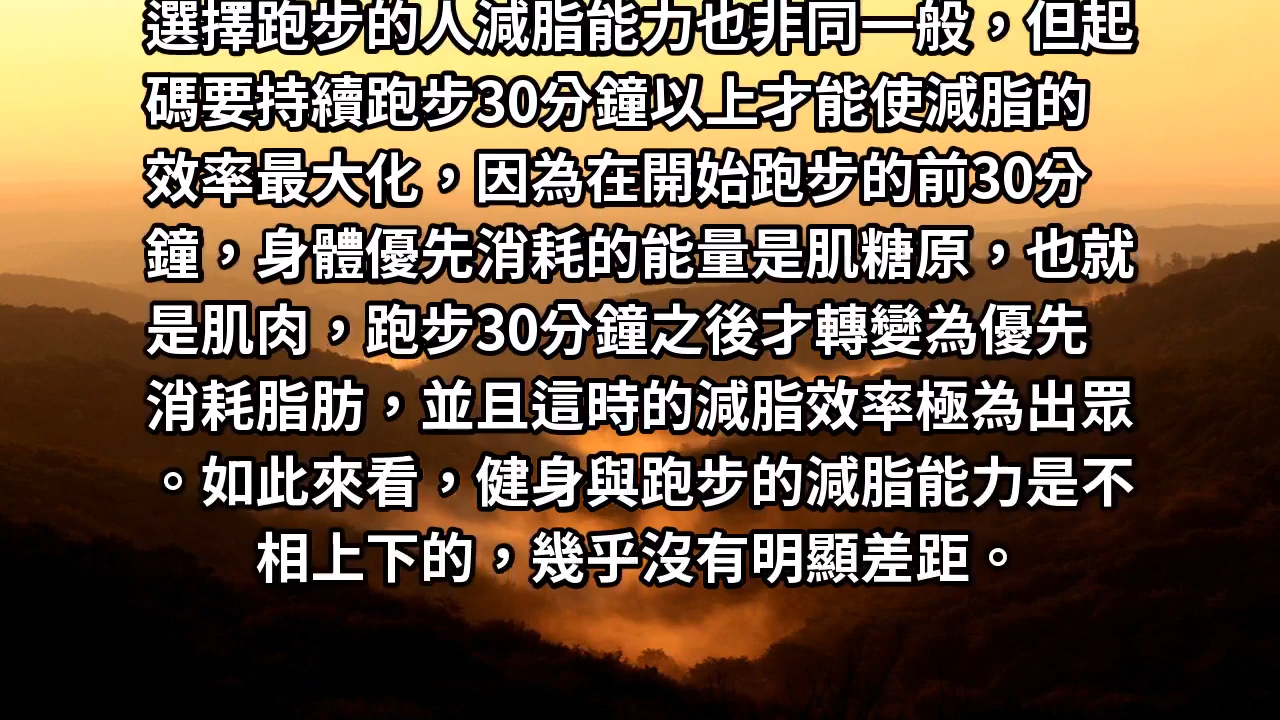 選擇跑步的人減脂能力也非同一般，但起
碼要持續跑步30分鐘以上才能使減脂的
效率最大化，因為在開始跑步的前30分
鐘，身體優先消耗的能量是肌糖原，也就
是肌肉，跑步30分鐘之後才轉變為優先
消耗脂肪，並且這時的減脂效率極為出眾
。如此來看，健身與跑步的減脂能力是不
相上下的，幾乎沒有明顯差距。